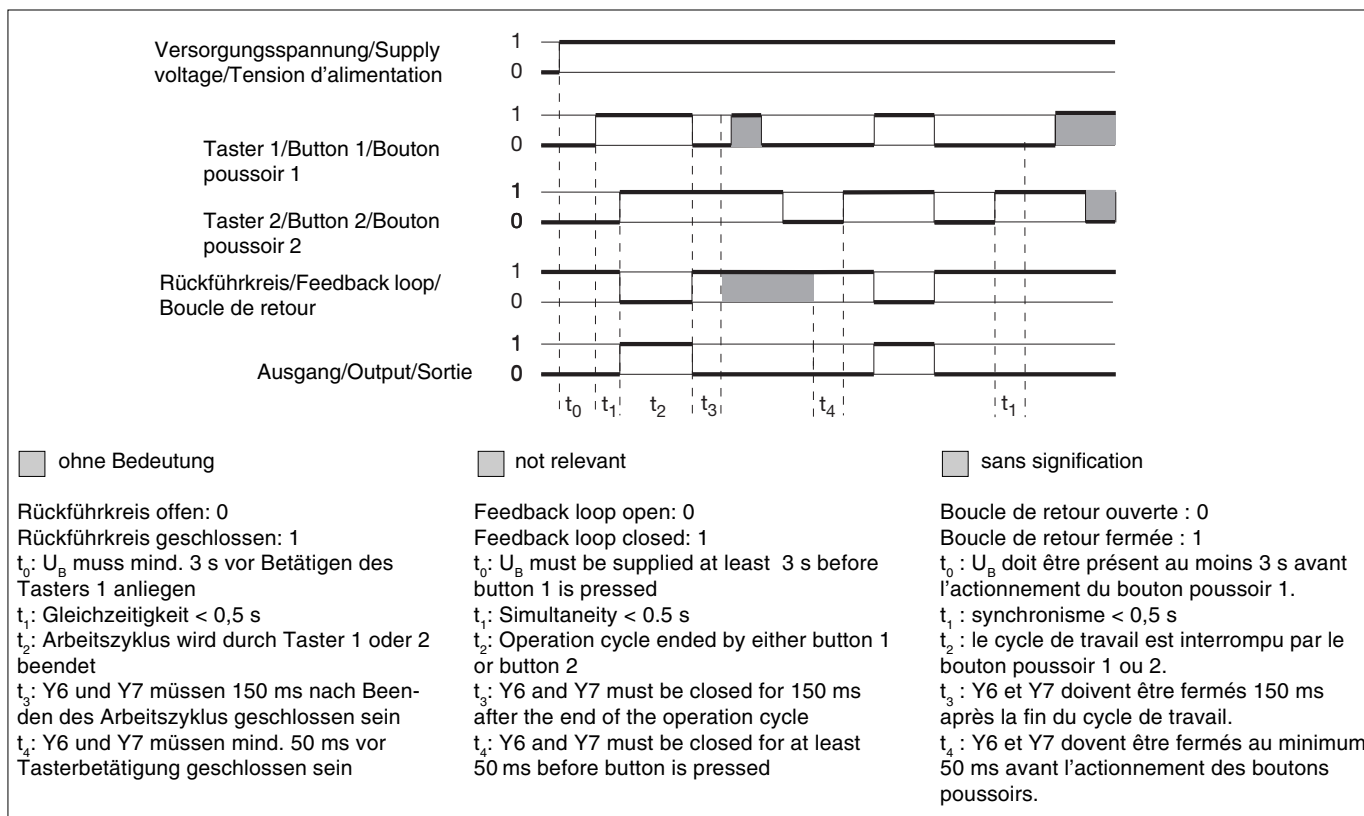 Versorgungsspannung/Supply
voltage/Tension d'alimentation
1
0
Taster 1/Button 1/Bouton
poussoir 1
1
0
Taster 2/Button 2/Bouton
poussoir 2
1
0
Rückführkreis/Feedback loop/
Boucle de retour
1
0
Ausgang/Output/Sortie
1
0
t0 t1 t2 t3 t4 t1
ohne Bedeutung
Rückführkreis offen: 0
Rückführkreis geschlossen: 1
t0: UB muss mind. 3 s vor Betätigen des
Tasters 1 anliegen
t1: Gleichzeitigkeit < 0,5 s
t2: Arbeitszyklus wird durch Taster 1 oder 2
beendet
t3: Y6 und Y7 müssen 150 ms nach Been-
den des Arbeitszyklus geschlossen sein
t4: Y6 und Y7 müssen mind. 50 ms vor
Tasterbetätigung geschlossen sein
not relevant
Feedback loop open: 0
Feedback loop closed: 1
t0: UB must be supplied at least 3 s before
button 1 is pressed
t1: Simultaneity < 0.5 s
t2: Operation cycle ended by either button 1
or button 2
t3: Y6 and Y7 must be closed for 150 ms
after the end of the operation cycle
t4: Y6 and Y7 must be closed for at least
50 ms before button is pressed
sans signification
Boucle de retour ouverte : 0
Boucle de retour fermée : 1
t0 : UB doit être présent au moins 3 s avant
l'actionnement du bouton poussoir 1.
t1 : synchronisme < 0,5 s
t2 : le cycle de travail est interrompu par le
bouton poussoir 1 ou 2.
t3 : Y6 et Y7 doivent être fermés 150 ms
après la fin du cycle de travail.
t4 : Y6 et Y7 dovent être fermés au minimum
50 ms avant l'actionnement des boutons
poussoirs.